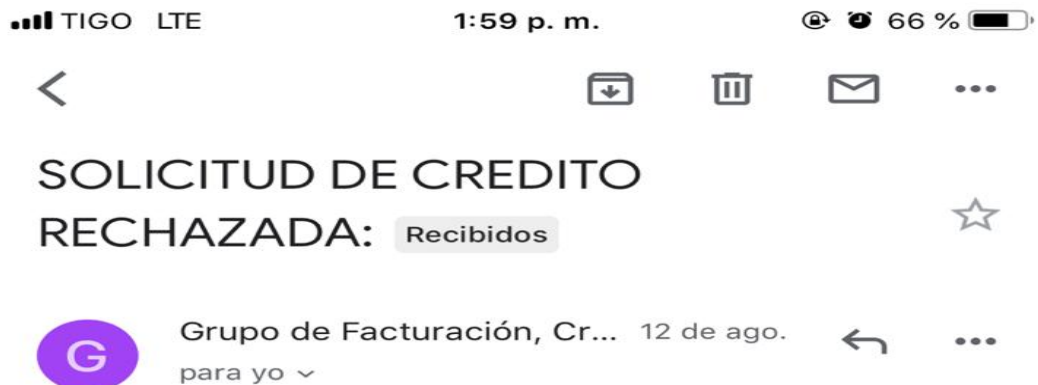 TIGO LTE 1:59 p. m. 66 %
SOLICITUD DE CREDITO
RECHAZADA: Recibidos
G
Grupo de Facturación, Cr... 12 de ago.
para yo